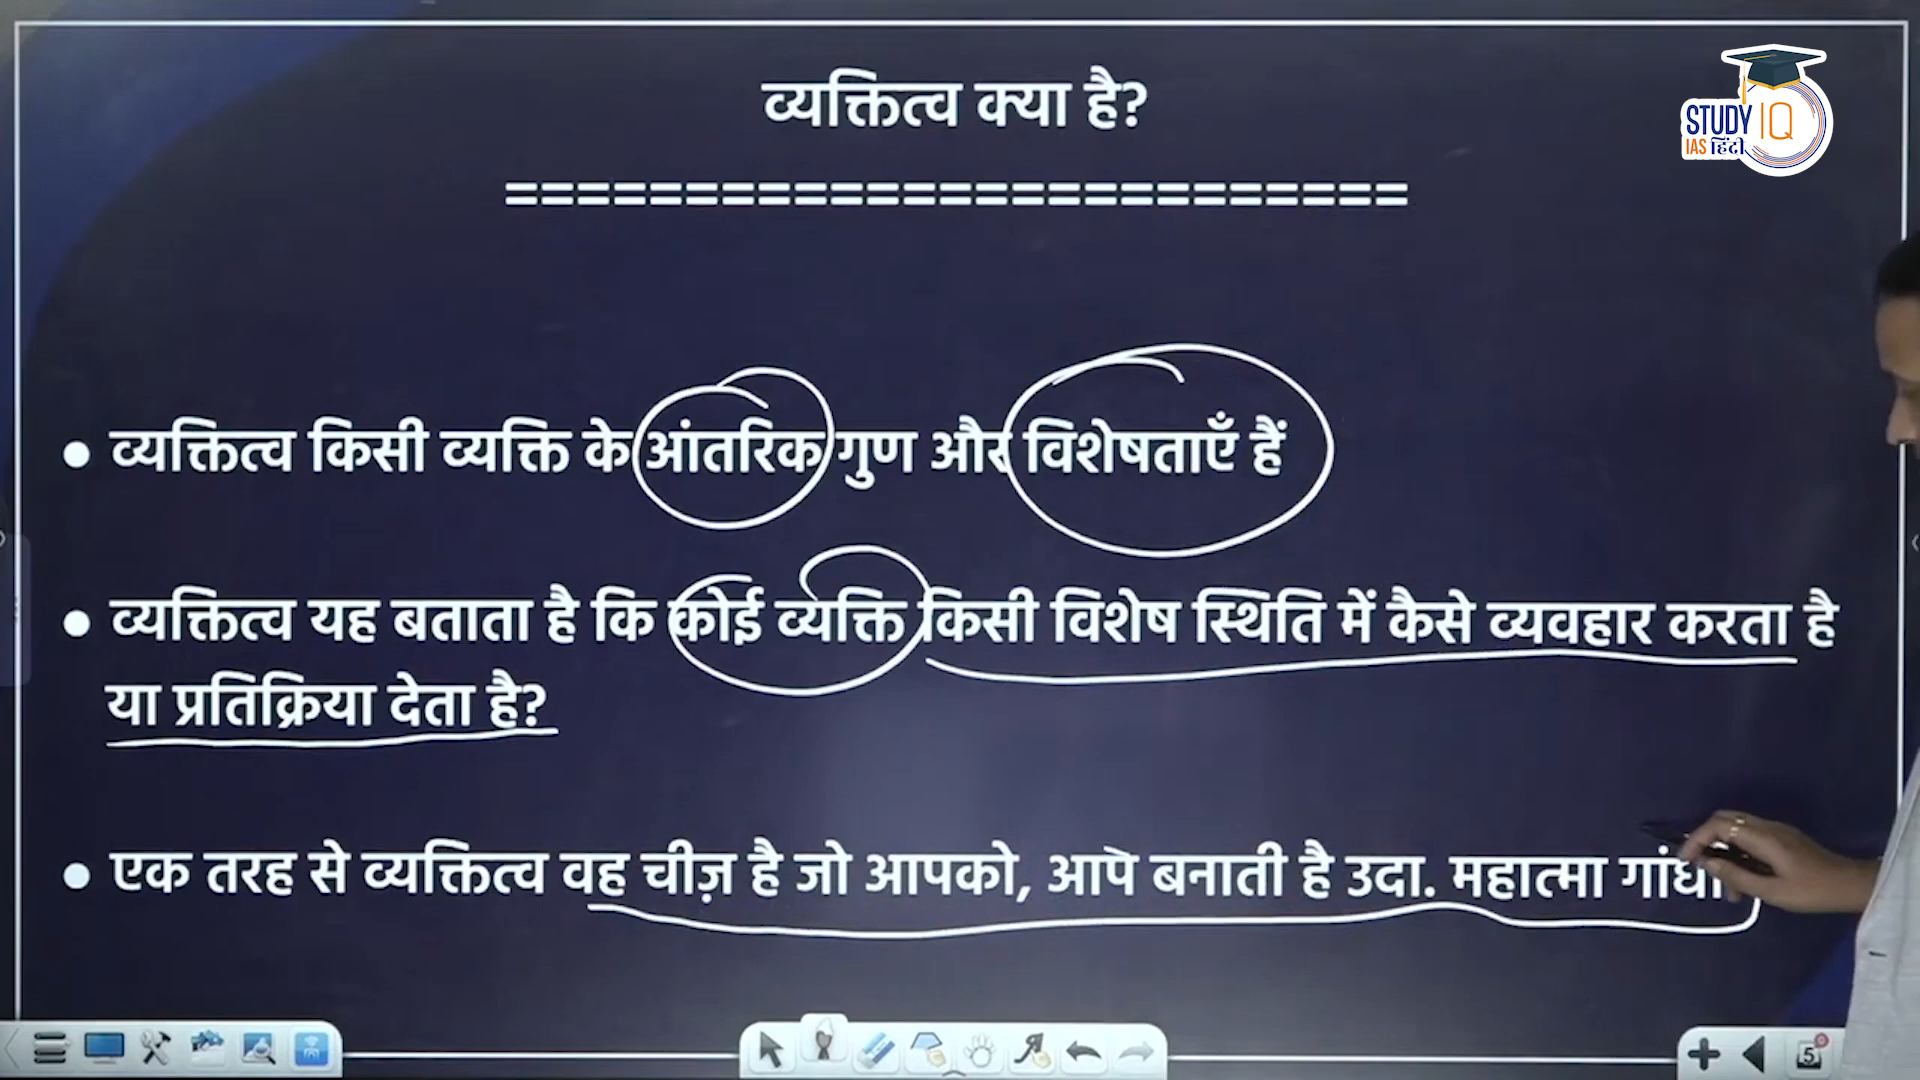 व्यक्तित्व क्या है?
STUDY IQ
IAS हिंदी
=========================
• व्यक्तित्व किसी व्यक्ति के आंतरिक गुण और विशेषताएँ हैं
• व्यक्तित्व यह बताता है कि कोई व्यक्ति किसी विशेष स्थिति में कैसे व्यवहार करता है
या प्रतिक्रिया देता है?
• एक तरह से व्यक्तित्व वह चीज़ है जो आपको, आप बनाती है उदा. महात्मा गांधी
5